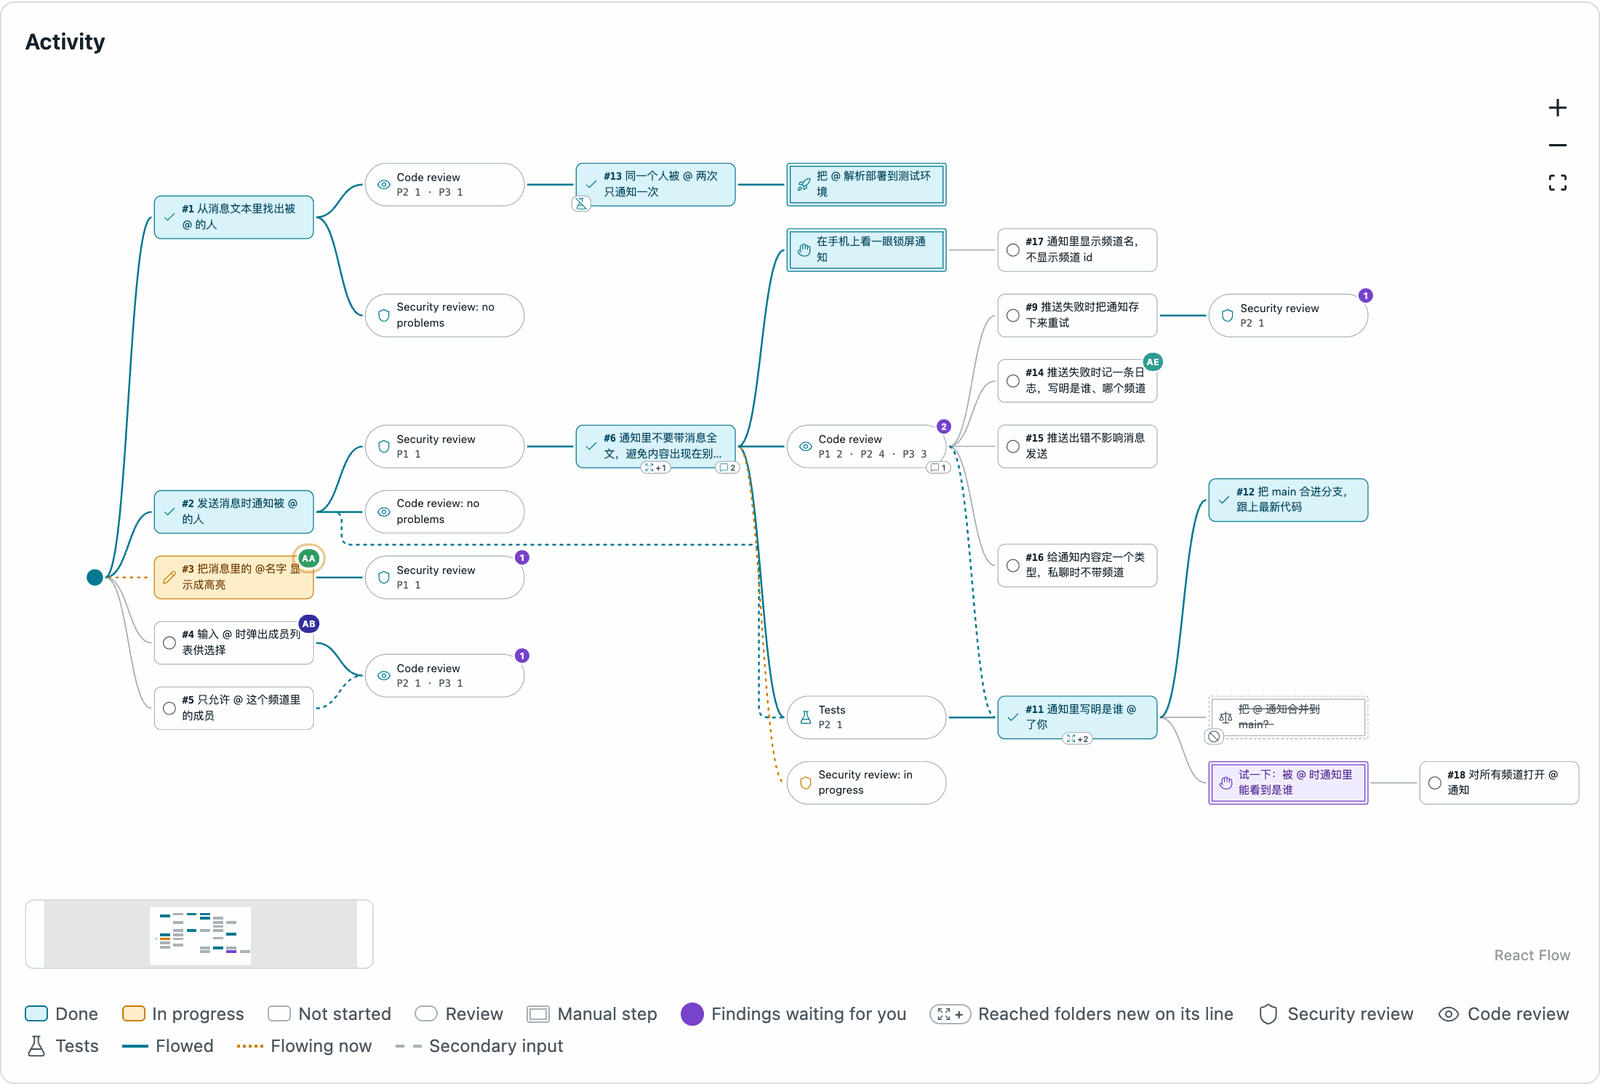 Activity
Code review
P2 1 · P3 1
#13 同一个人被 @ 两次
只通知一次
把 @ 解析部署到测试环
境
#1 从消息文本里找出被
@ 的人
在手机上看一眼锁屏通
知
#17 通知里显示频道名，
不显示频道 id
Security review: no
problems
#9 推送失败时把通知存
下来重试
Security review
P2 1
1
#14 推送失败时记一条日
志，写明是谁、哪个频道
AE
Security review
P1 1
#6 通知里不要带消息全
文，避免内容出现在别...
+1
2
Code review
P1 2 · P2 4 · P3 3
2
1
#15 推送出错不影响消息
发送
#2 发送消息时通知被 @
的人
Code review: no
problems
#12 把 main 合进分支，
跟上最新代码
#3 把消息里的 @名字 显
示成高亮
AA
Security review
P1 1
1
#16 给通知内容定一个类
型，私聊时不带频道
#4 输入 @ 时弹出成员列
表供选择
AB
Code review
P2 1 · P3 1
1
#5 只允许 @ 这个频道里
的成员
Tests
P2 1
#11 通知里写明是谁 @
了你
+2
把 @ 通知合并到
main?
Security review: in
progress
试一下：被 @ 时通知里
能看到是谁
#18 对所有频道打开 @
通知
React Flow
Done
In progress
Not started
Review
Manual step
Findings waiting for you
+
Reached folders new on its line
Security review
Code review
Tests
Flowed
Flowing now
Secondary input